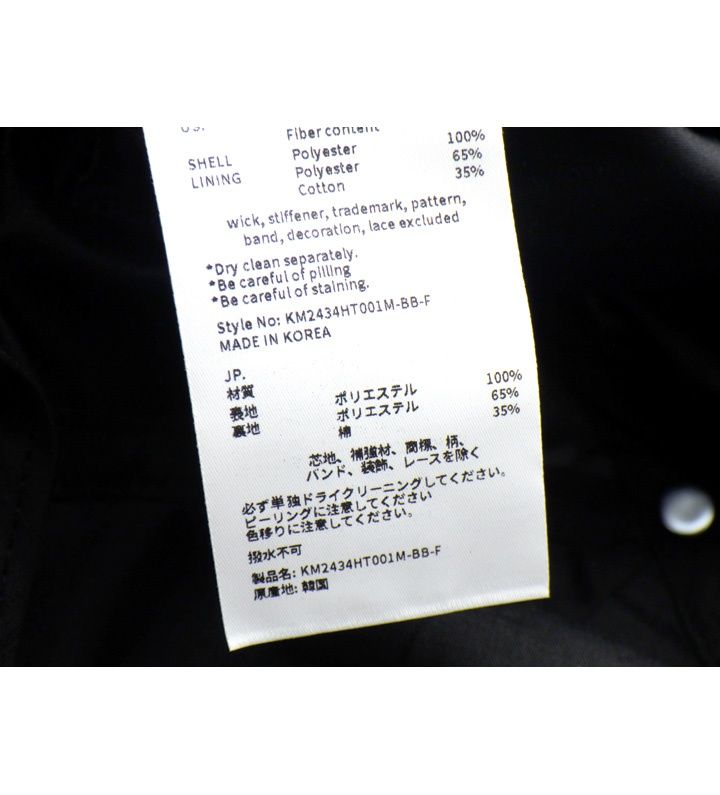 US.
Fiber content
SHELL Polyester 100%
LINING Polyester 65%
Cotton 35%
wick, stiffener, trademark, pattern,
band, decoration, lace excluded
*Dry clean separately.
*Be careful of pilling
*Be careful of staining.
Style No: KM2434HT001M-BB-F
MADE IN KOREA
JP.
材質
表地 ポリエステル 100%
裏地 ポリエステル 65%
綿 35%
芯地、補強材、商標、柄、
バンド、装飾、レースを除く
必ず単独ドライクリーニングしてください。
ピーリングに注意してください
色移りに注意してください。
撥水不可
製品名: KM2434HT001M-BB-F
原産地: 韓国